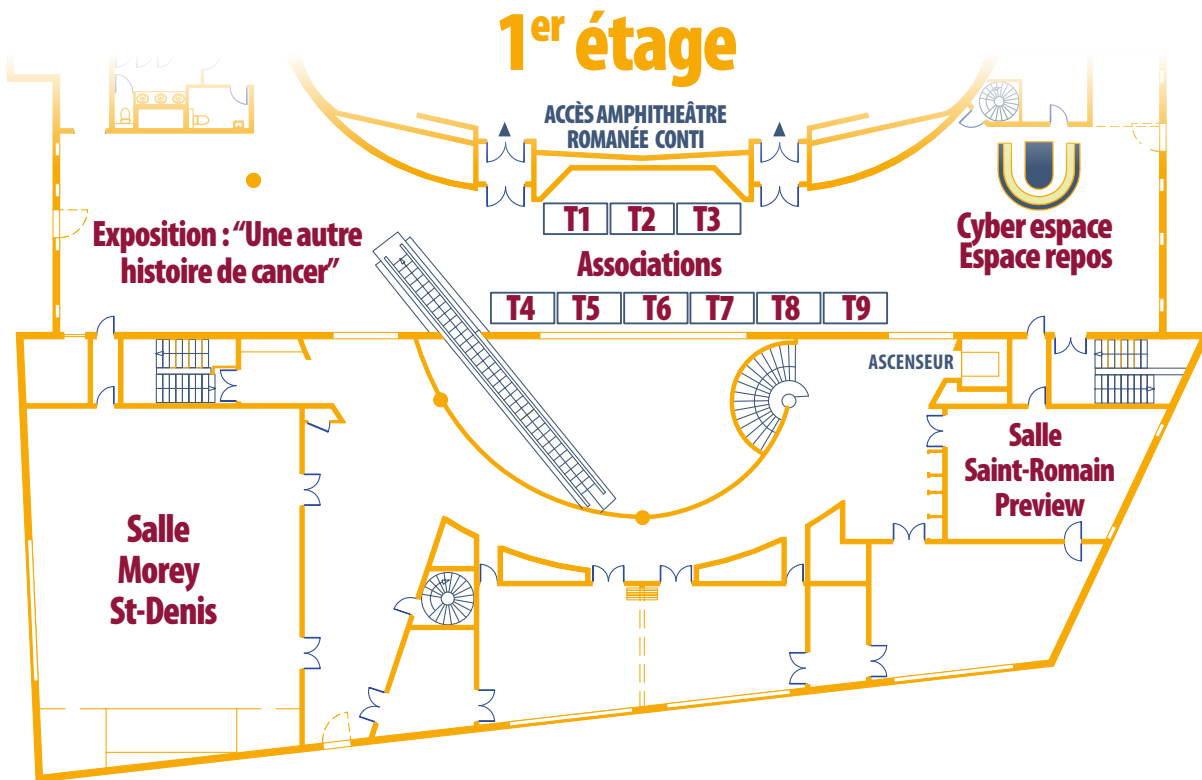 1er étage
ACCÈS AMPHITHEÂTRE
ROMANÉE CONTI
T1 T2 T3
Exposition : “Une autre
histoire de cancer”
Associations
Cyber espace
Espace repos
T4 T5 T6 T7 T8 T9
ASCENSEUR
Salle
Saint-Romain
Preview
Salle
Morey
St-Denis